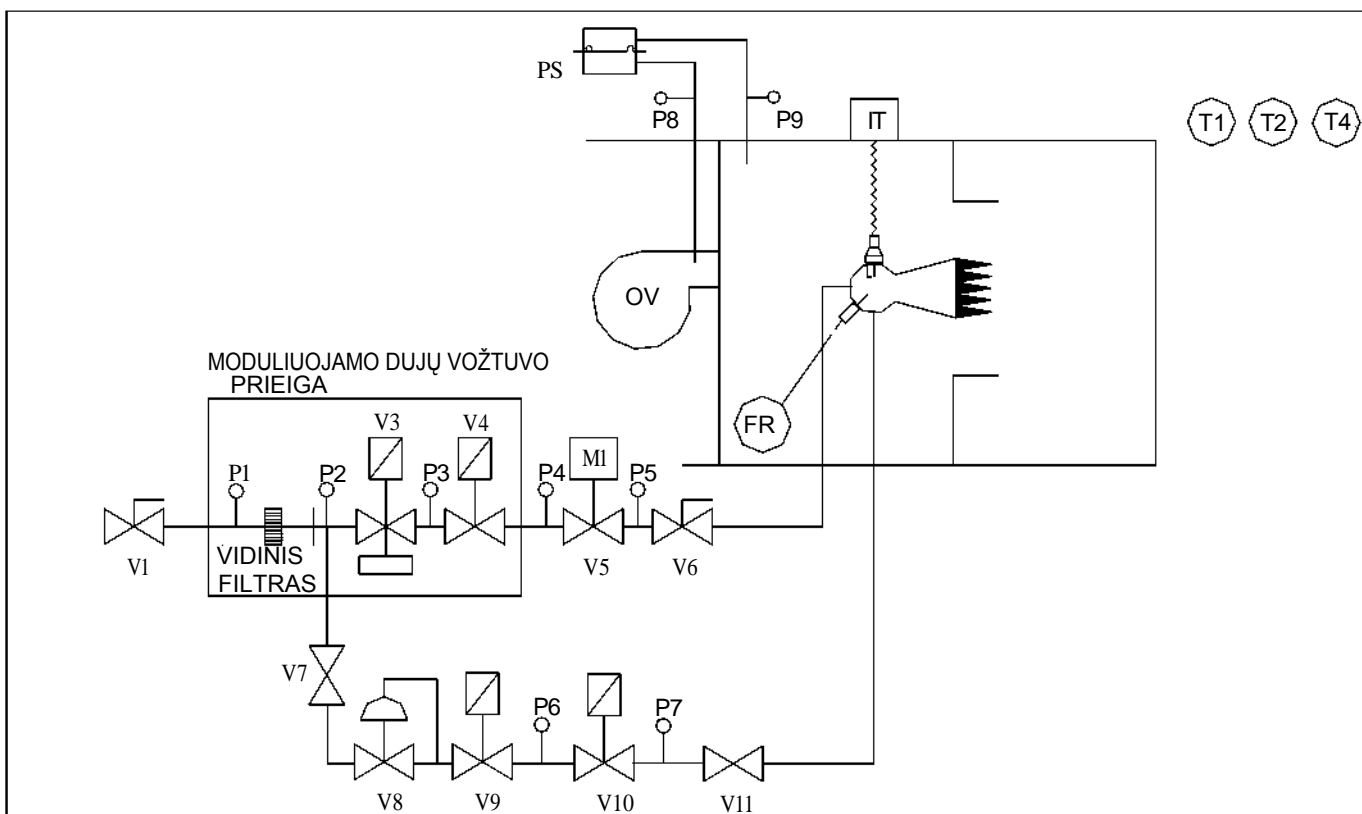 PS
P8
P9
IT
T1 T2 T4
OV
MODULIUOJAMO DUJŲ VOŽTUVO
PRIEIGA
FR
V3
V4
M1
P1
P2
P3
P4
P5
VIDINIS
FILTRAS
V1
V5
V6
V7
P6
P7
V8
V9
V10
V11